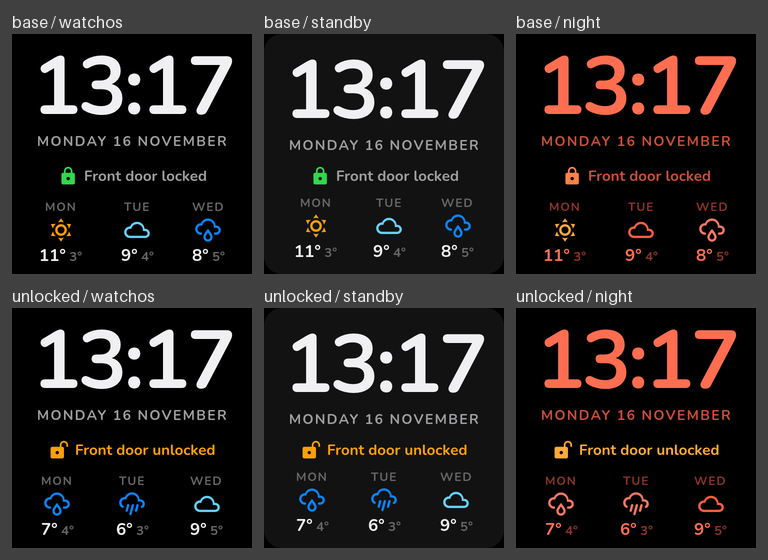 base / watchos
13:17
MONDAY 16 NOVEMBER
Front door locked
MON TUE WED
11° 3° 9° 4° 8° 5°
base / standby
13:17
MONDAY 16 NOVEMBER
Front door locked
MON TUE WED
11° 3° 9° 4° 8° 5°
base / night
13:17
MONDAY 16 NOVEMBER
Front door locked
MON TUE WED
11° 3° 9° 4° 8° 5°
unlocked / watchos
13:17
MONDAY 16 NOVEMBER
Front door unlocked
MON TUE WED
7° 4° 6° 3° 9° 5°
unlocked / standby
13:17
MONDAY 16 NOVEMBER
Front door unlocked
MON TUE WED
7° 4° 6° 3° 9° 5°
unlocked / night
13:17
MONDAY 16 NOVEMBER
Front door unlocked
MON TUE WED
7° 4° 6° 3° 9° 5°